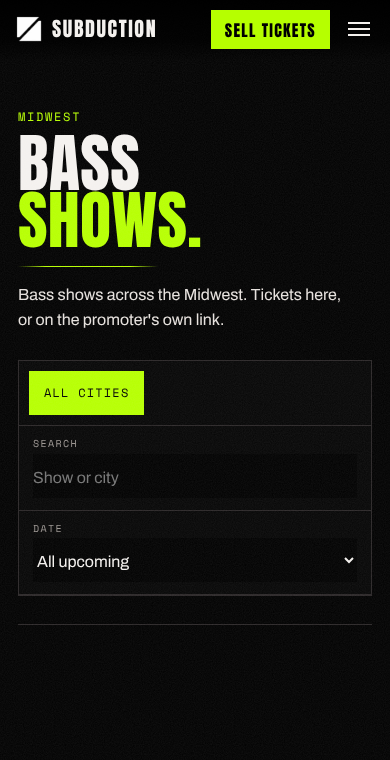 SUBDUCTION
SELL TICKETS
MIDWEST
BASS
SHOWS.
Bass shows across the Midwest. Tickets here,
or on the promoter's own link.
ALL CITIES
SEARCH
Show or city
DATE
All upcoming